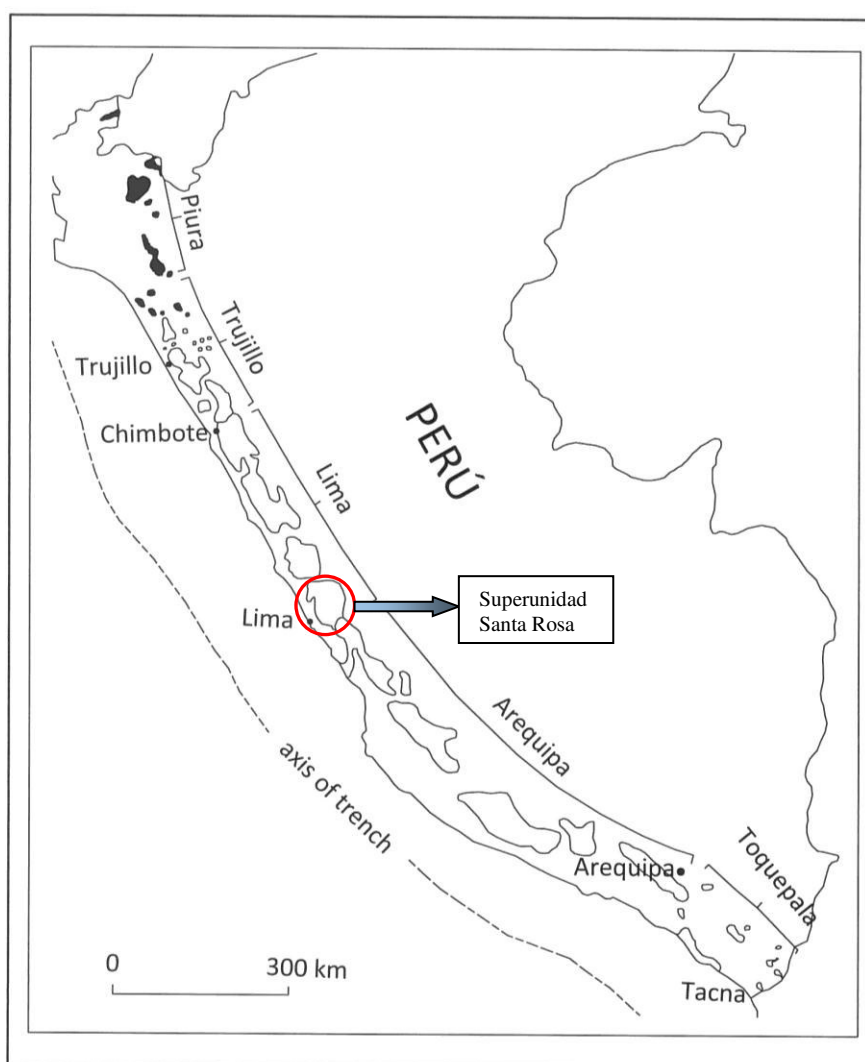 Piura
Trujillo
Trujillo
Chimbote
PERÚ
Lima
Superunidad
Santa Rosa
Lima
Arequipa
axis of trench
Toquepala
Arequipa
0 300 km
Tacna